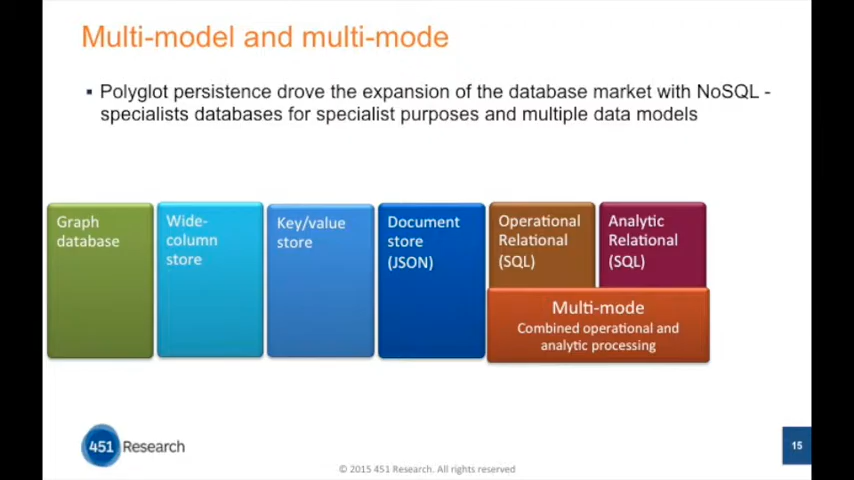 Multi-model and multi-mode
▪ Polyglot persistence drove the expansion of the database market with NoSQL -
specialists databases for specialist purposes and multiple data models
Graph
database
Wide-
column
store
Key/value
store
Document
store
(JSON)
Operational
Relational
(SQL)
Analytic
Relational
(SQL)
Multi-mode
Combined operational and
analytic processing
451 Research
15
© 2015 451 Research. All rights reserved